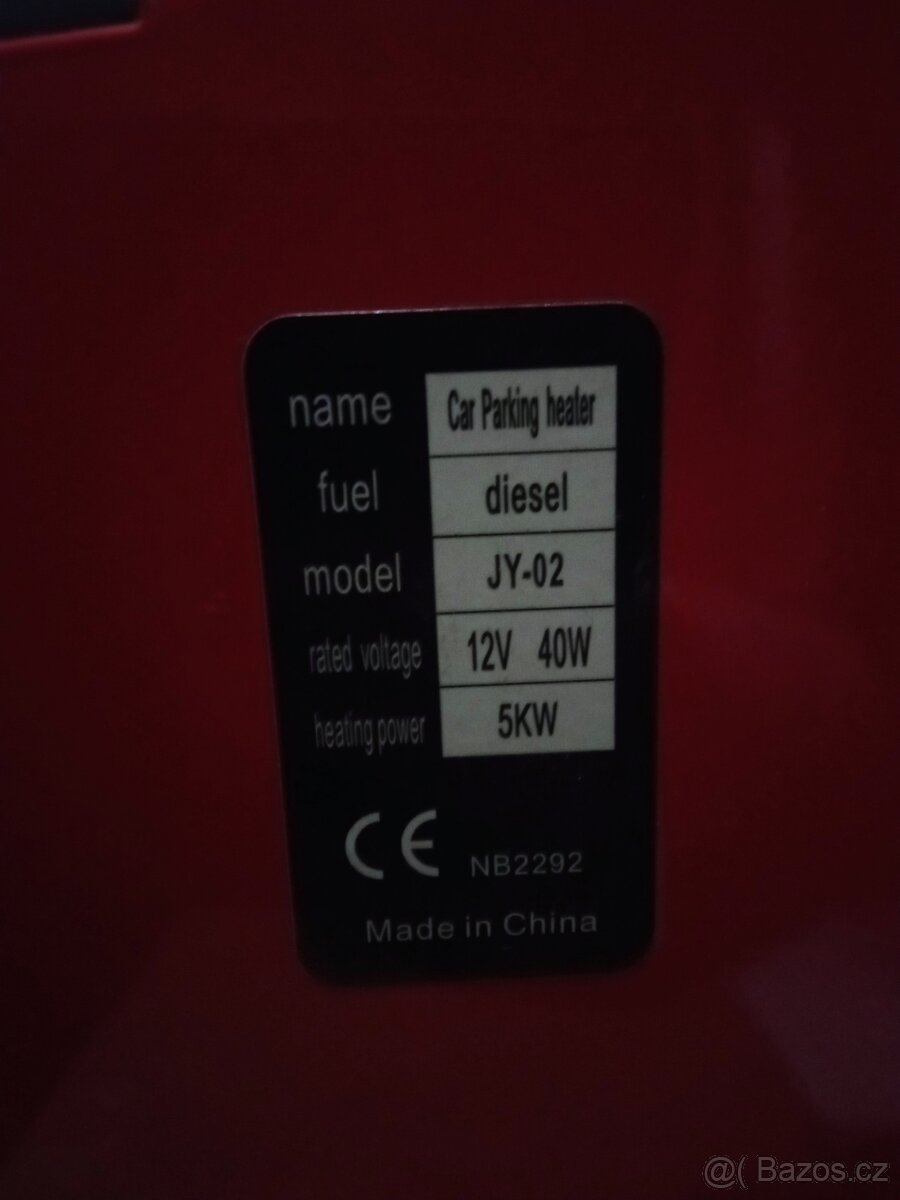 name Car Parking heater
fuel diesel
model JY-02
rated voltage 12V 40W
heating power 5KW
CE NB2292
Made in China
@( Bazos.cz